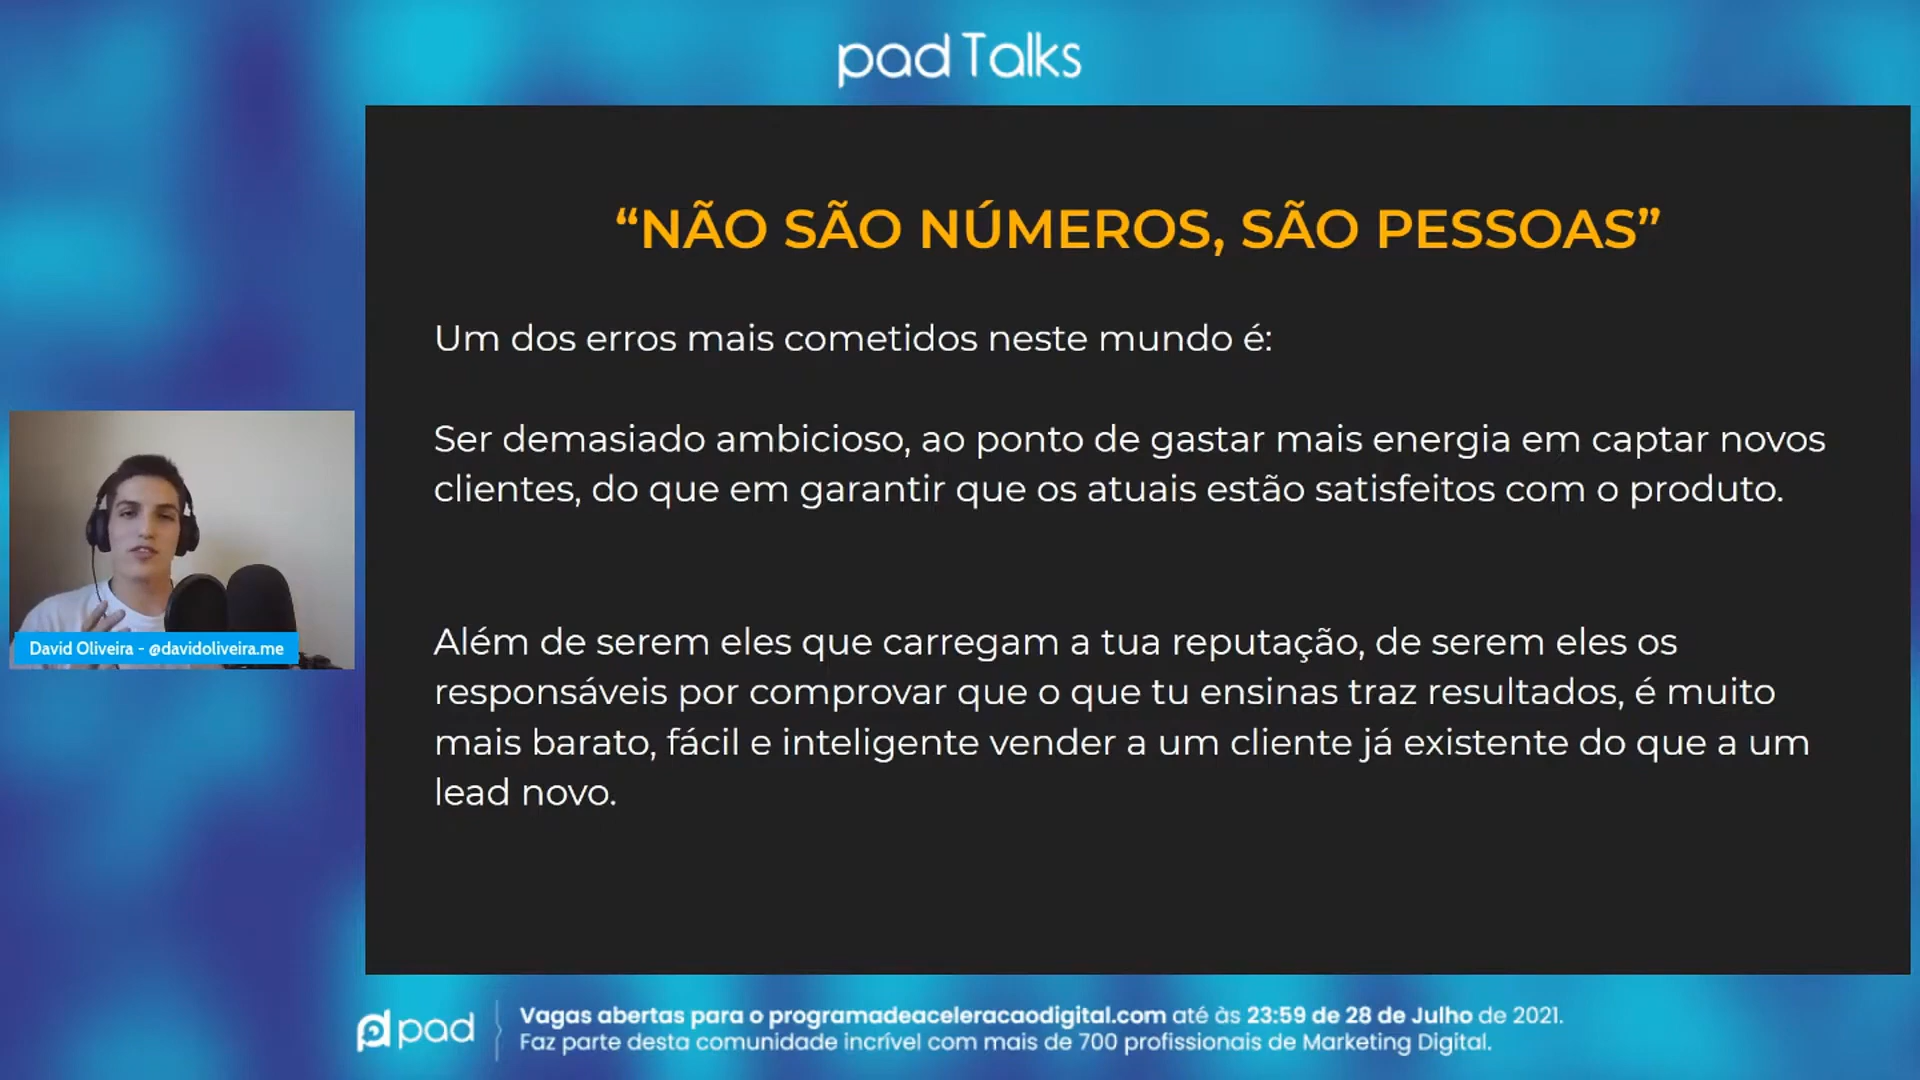 pad Talks
“NÃO SÃO NÚMEROS, SÃO PESSOAS”
Um dos erros mais cometidos neste mundo é:
Ser demasiado ambicioso, ao ponto de gastar mais energia em captar novos
clientes, do que em garantir que os atuais estão satisfeitos com o produto.
Além de serem eles que carregam a tua reputação, de serem eles os
responsáveis por comprovar que o que tu ensinas traz resultados, é muito
mais barato, fácil e inteligente vender a um cliente já existente do que a um
lead novo.
David Oliveira - @davidoliveira.me
pad
Vagas abertas para o programadeaceleracaodigital.com até às 23:59 de 28 de Julho de 2021.
Faz parte desta comunidade incrível com mais de 700 profissionais de Marketing Digital.